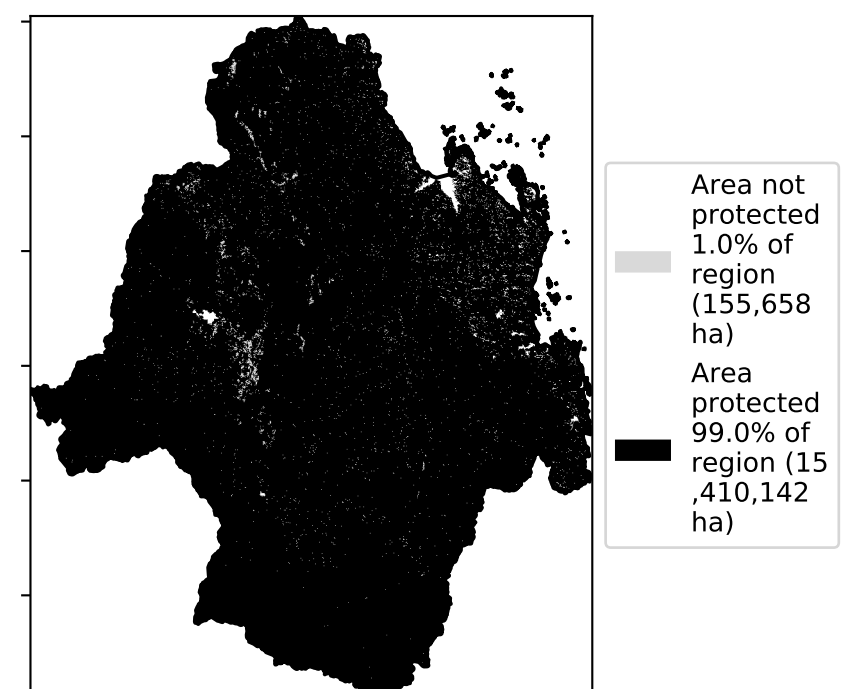 Area not
protected
1.0% of
region
(155,658
ha)
Area
protected
99.0% of
region (15
,410,142
ha)